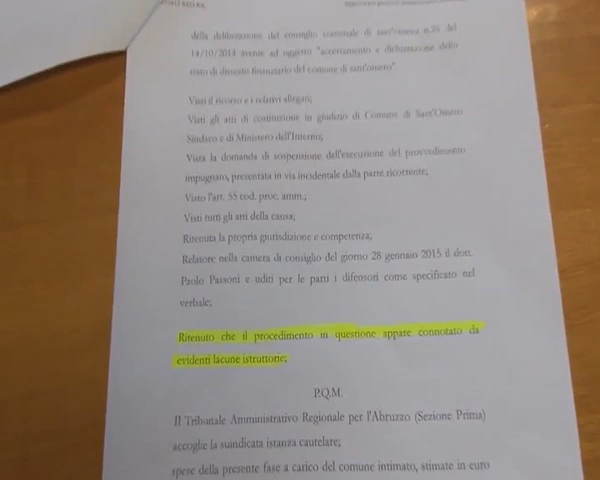 della deliberazione del consiglio comunale di sant'omero n.26 del
14/10/2014 avente ad oggetto "accertamento e dichiarazione dello
stato di dissesto finanziario del comune di sant'omero".
Visti il ricorso e i relativi allegati;
Visti gli atti di costituzione in giudizio di Comune di Sant'Omero
Sindaco e di Ministero dell'Interno;
Vista la domanda di sospensione dell'esecuzione del provvedimento
impugnato, presentata in via incidentale dalla parte ricorrente;
Visto l'art. 55 cod. proc. amm.;
Visti tutti gli atti della causa;
Ritenuta la propria giurisdizione e competenza;
Relatore nella camera di consiglio del giorno 28 gennaio 2015 il dott.
Paolo Passoni e uditi per le parti i difensori come specificato nel
verbale;
Ritenuto che il procedimento in questione appare connotato da
evidenti lacune istruttorie;
P.Q.M.
Il Tribunale Amministrativo Regionale per l'Abruzzo (Sezione Prima)
accoglie la suindicata istanza cautelare;
spese della presente fase a carico del comune intimato, stimate in euro